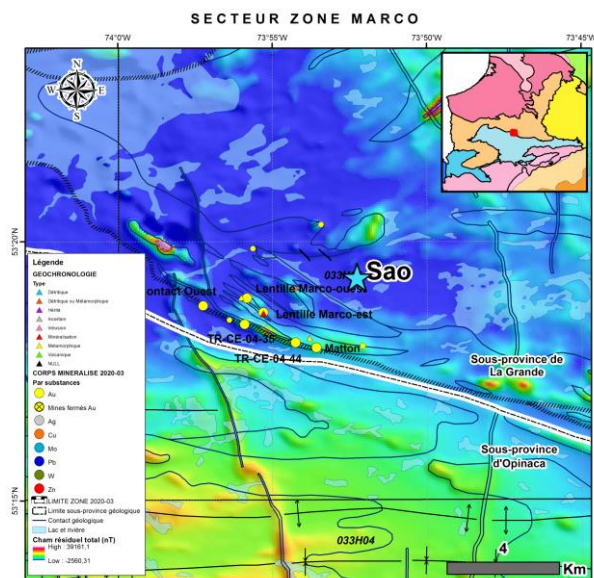 SECTEUR ZONE MARCO
74°0'W
73°55'W
73°50'W
73°45'W
N
W E
S
53°20'N
Sao
ontact Ouest
Lentille Marco-ouest
Lentille Marco-est
TR-CE-04-35
TR-CE-04-44
Matton
Sous-province de
La Grande
Sous-province
d'Opinaca
53°15'N
033H04
4
Km
Légende
GEOCHRONOLOGIE
Type
Détritique
Détritique ou Métamorphique
Hérité
Incertain
Intrusion
Minéralisation
Métamorphique
Volcanique
NULL
CORPS MINERALISE 2020-03
Par substances
Au
Mines fermés Au
Ag
Cu
Mo
Pb
W
Zn
LIMITE ZONE 2020-03
Limite sous-province géologique
Contact géologique
Lac et rivière
Cham résiduel total (nT)
High : 39161,1
Low : -2560,31